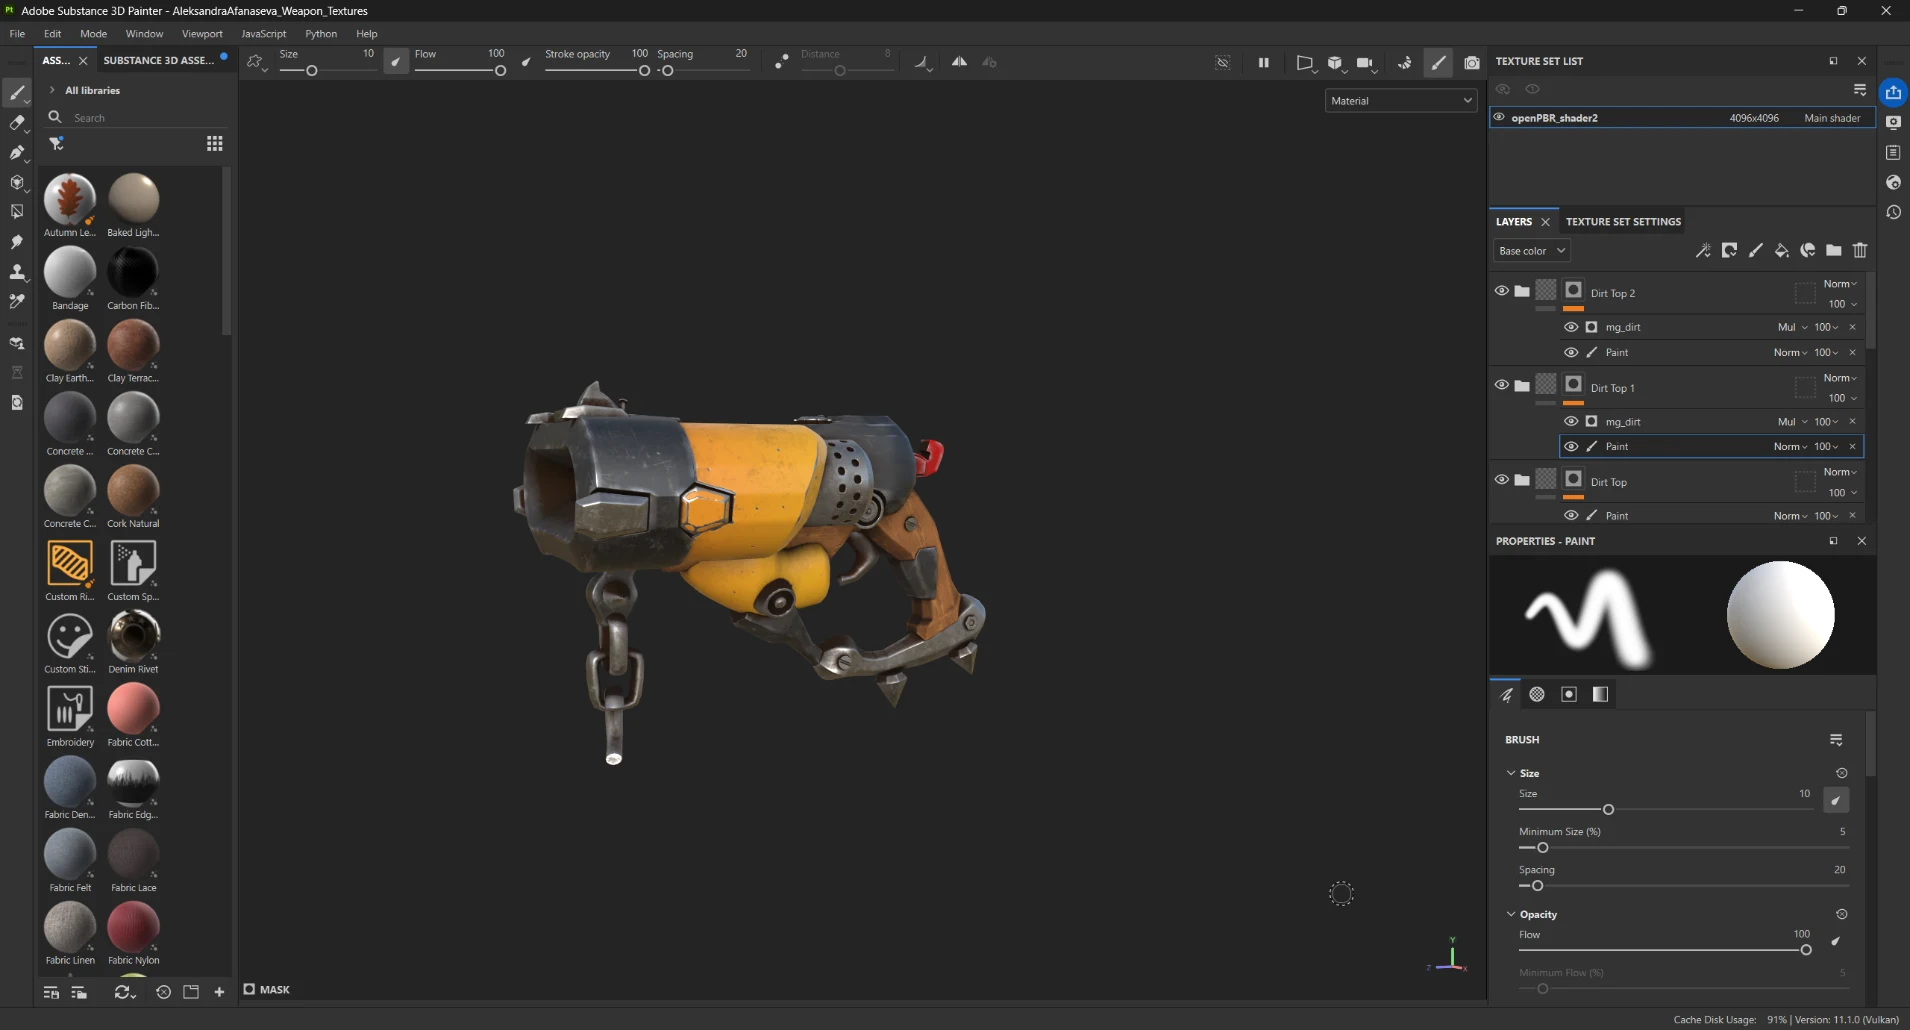 Pt Adobe Substance 3D Painter - AleksandraAfanaseva_Weapon_Textures
File Edit Mode Window Viewport JavaScript Python Help
ASS... SUBSTANCE 3D ASSE...
Size 10 Flow 100 Stroke opacity 100 Spacing 20 Distance 8
All libraries
Search
Autumn Le... Baked Ligh...
Bandage Carbon Fib...
Clay Earth... Clay Terrac...
Concrete ... Concrete C...
Concrete C... Cork Natural
Custom Ri... Custom Sp...
Custom Sti... Denim Rivet
Embroidery Fabric Cott...
Fabric Den... Fabric Edg...
Fabric Felt Fabric Lace
Fabric Linen Fabric Nylon
Material
MASK
Y
Z X
TEXTURE SET LIST
openPBR_shader2 4096x4096 Main shader
LAYERS TEXTURE SET SETTINGS
Base color
Dirt Top 2 Norm
100
mg_dirt Mul 100
Paint Norm 100
Dirt Top 1 Norm
100
mg_dirt Mul 100
Paint Norm 100
Dirt Top Norm
100
Paint Norm 100
PROPERTIES - PAINT
BRUSH
Size
Size 10
Minimum Size (%) 5
Spacing 20
Opacity
Flow 100
Minimum Flow (%) 5
Cache Disk Usage: 91% | Version: 11.1.0 (Vulkan)